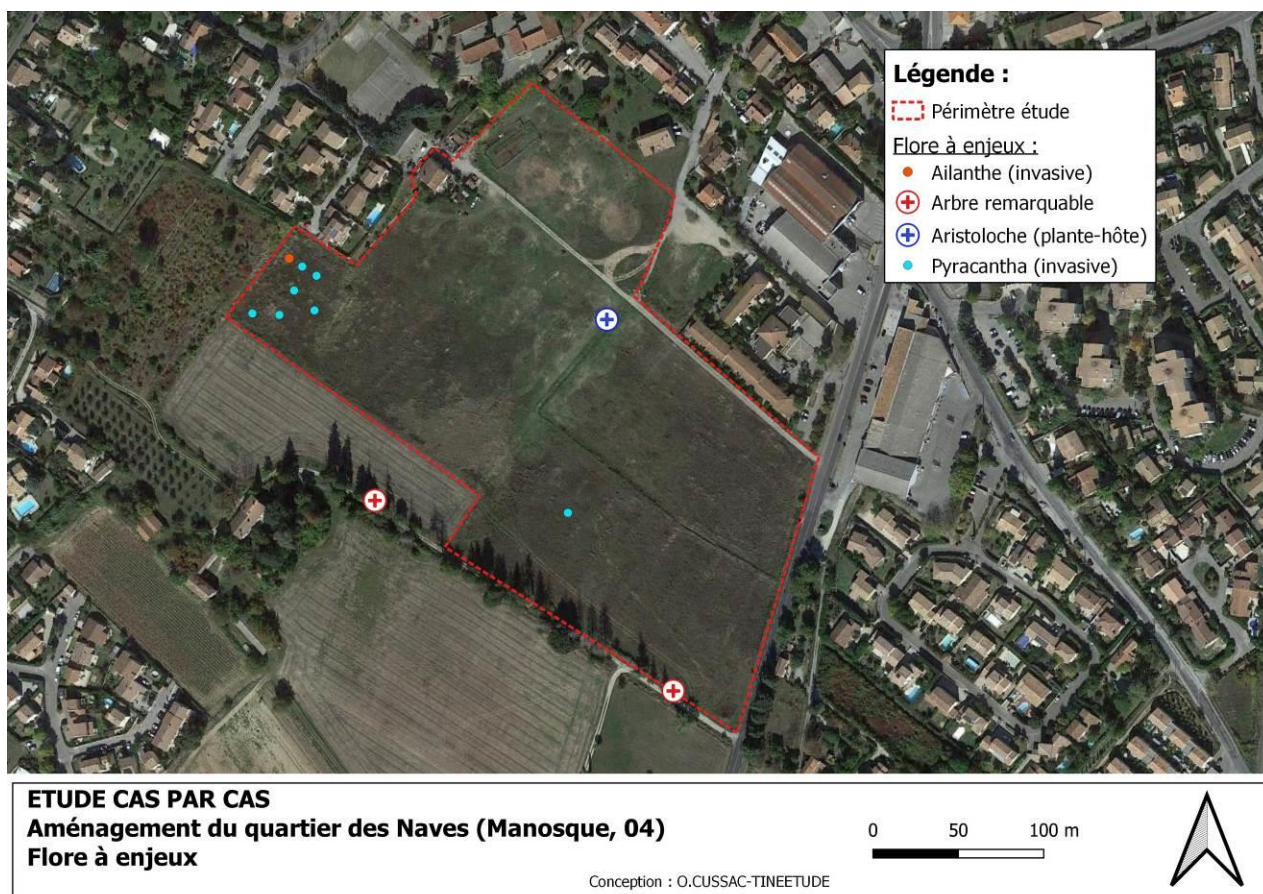 Légende :
Périmètre étude
Flore à enjeux :
Ailanthe (invasive)
Arbre remarquable
Aristoloche (plante-hôte)
Pyracantha (invasive)
ETUDE CAS PAR CAS
Aménagement du quartier des Naves (Manosque, 04)
Flore à enjeux
0 50 100 m
Conception : O.CUSSAC-TINEETUDE